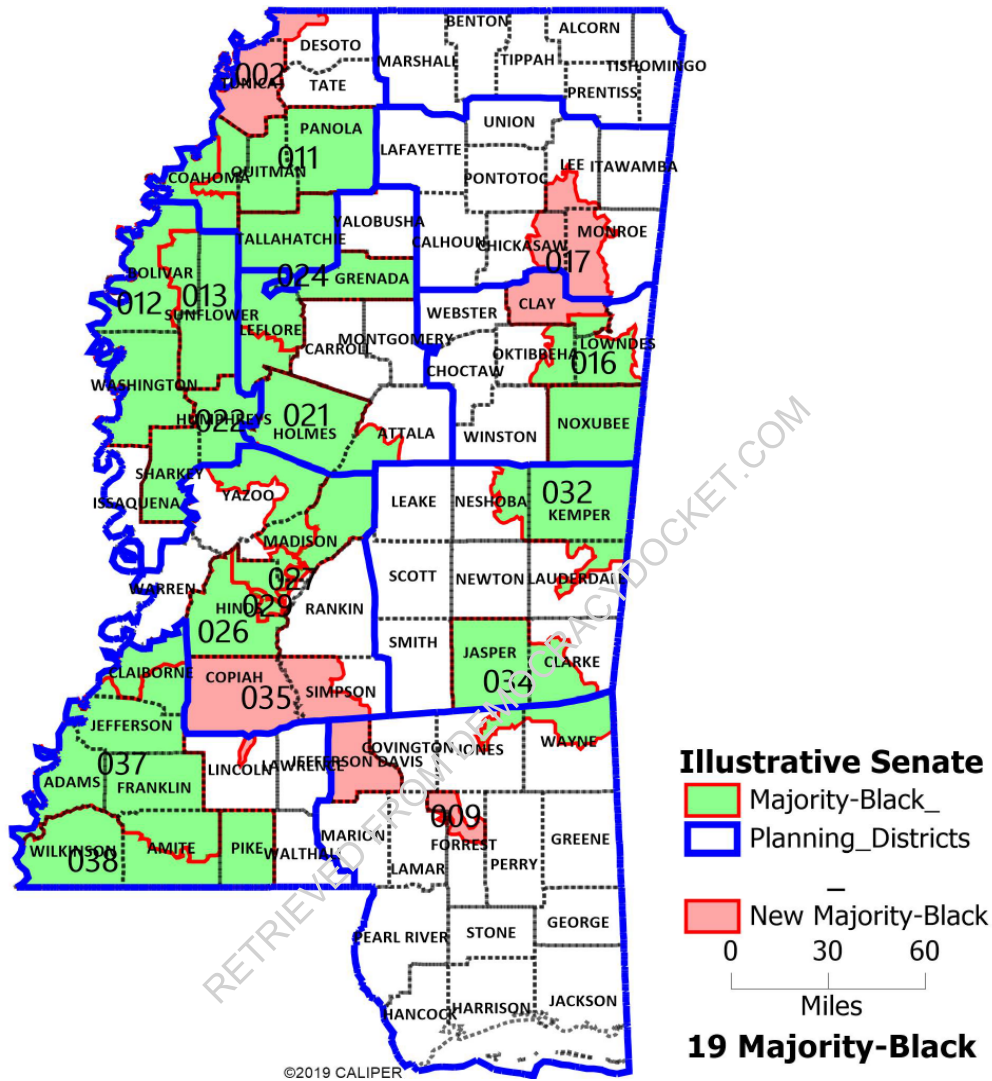 BENTON
ALCORN
DESOTO
MARSHALL
TIPPAH
TISHOMINGO
002
TUNICA
TATE
PRENTISS
PANOLA
UNION
LAFAYETTE
011
QUITMAN
COAHOMA
PONTOTOC
LEE
ITAWAMBA
YALOBUSHA
TALLAHATCHIE
CALHOUN
CHICKASAW
MONROE
017
BOLIVAR
024
GRENADA
012
013
SUNFLOWER
CLAY
WEBSTER
LEFLORE
MONTGOMERY
CARROLL
LOWNDES
OKTIBBEHA
016
CHOCTAW
WASHINGTON
HUMPHREYS
022
021
HOLMES
ATTALA
WINSTON
NOXUBEE
SHARKEY
ISSAQUENA
YAZOO
LEAKE
NESHOBA
032
KEMPER
MADISON
SCOTT
NEWTON
LAUDERDALE
027
WARREN
029
HINDS
RANKIN
026
SMITH
JASPER
CLARKE
034
CLAIBORNE
COPIAH
035
SIMPSON
JEFFERSON
COVINGTON
JONES
WAYNE
037
LINCOLN
LAWRENCE
JEFFERSON DAVIS
ADAMS
FRANKLIN
009
MARION
FORREST
GREENE
WILKINSON
038
AMITE
PIKE
WALTHALL
LAMAR
PERRY
PEARL RIVER
STONE
GEORGE
HANCOCK
HARRISON
JACKSON
RETRIEVED FROM DEMOCRACYDOCKET.COM
Illustrative Senate
Majority-Black_
Planning_Districts
_
New Majority-Black
0 30 60
Miles
19 Majority-Black
©2019 CALIPER